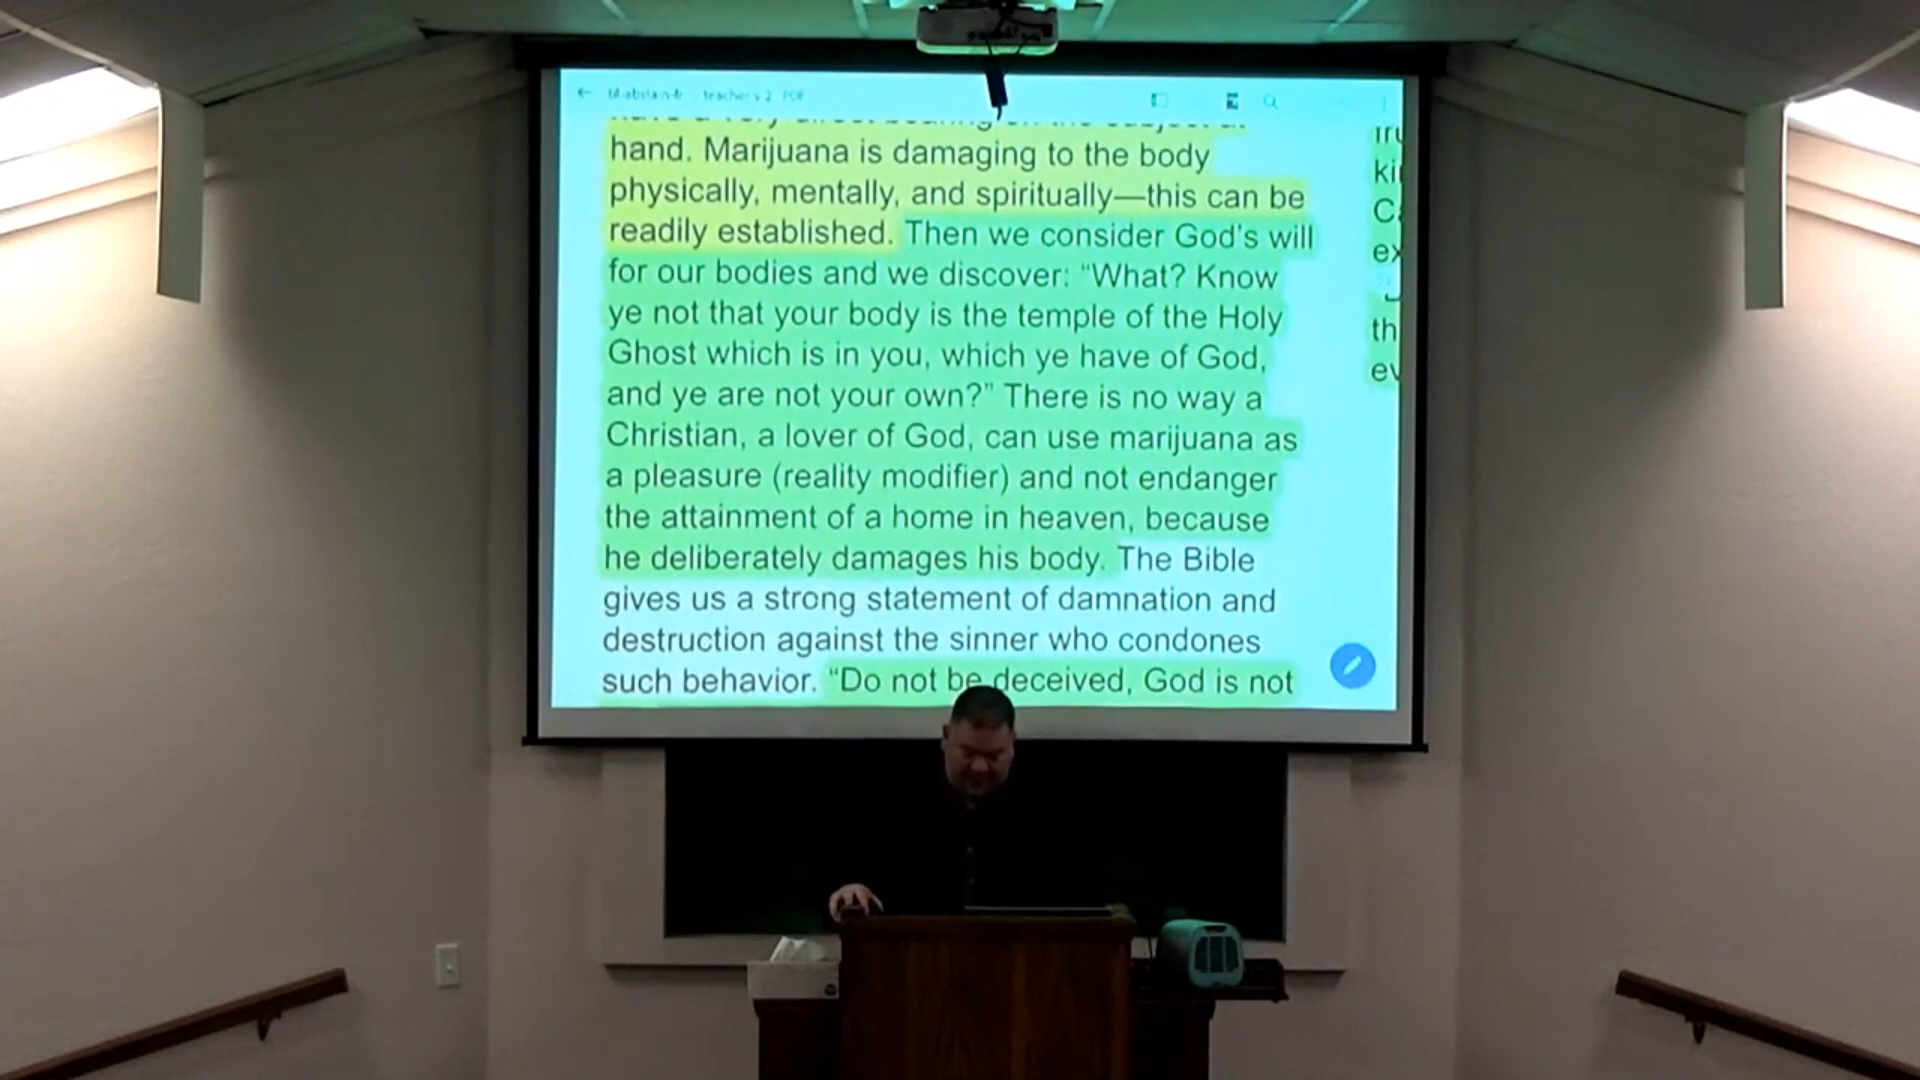 teacher v.2 PDF
hand. Marijuana is damaging to the body
physically, mentally, and spiritually—this can be
readily established. Then we consider God's will
for our bodies and we discover: “What? Know
ye not that your body is the temple of the Holy
Ghost which is in you, which ye have of God,
and ye are not your own?” There is no way a
Christian, a lover of God, can use marijuana as
a pleasure (reality modifier) and not endanger
the attainment of a home in heaven, because
he deliberately damages his body. The Bible
gives us a strong statement of damnation and
destruction against the sinner who condones
such behavior. “Do not be deceived, God is not